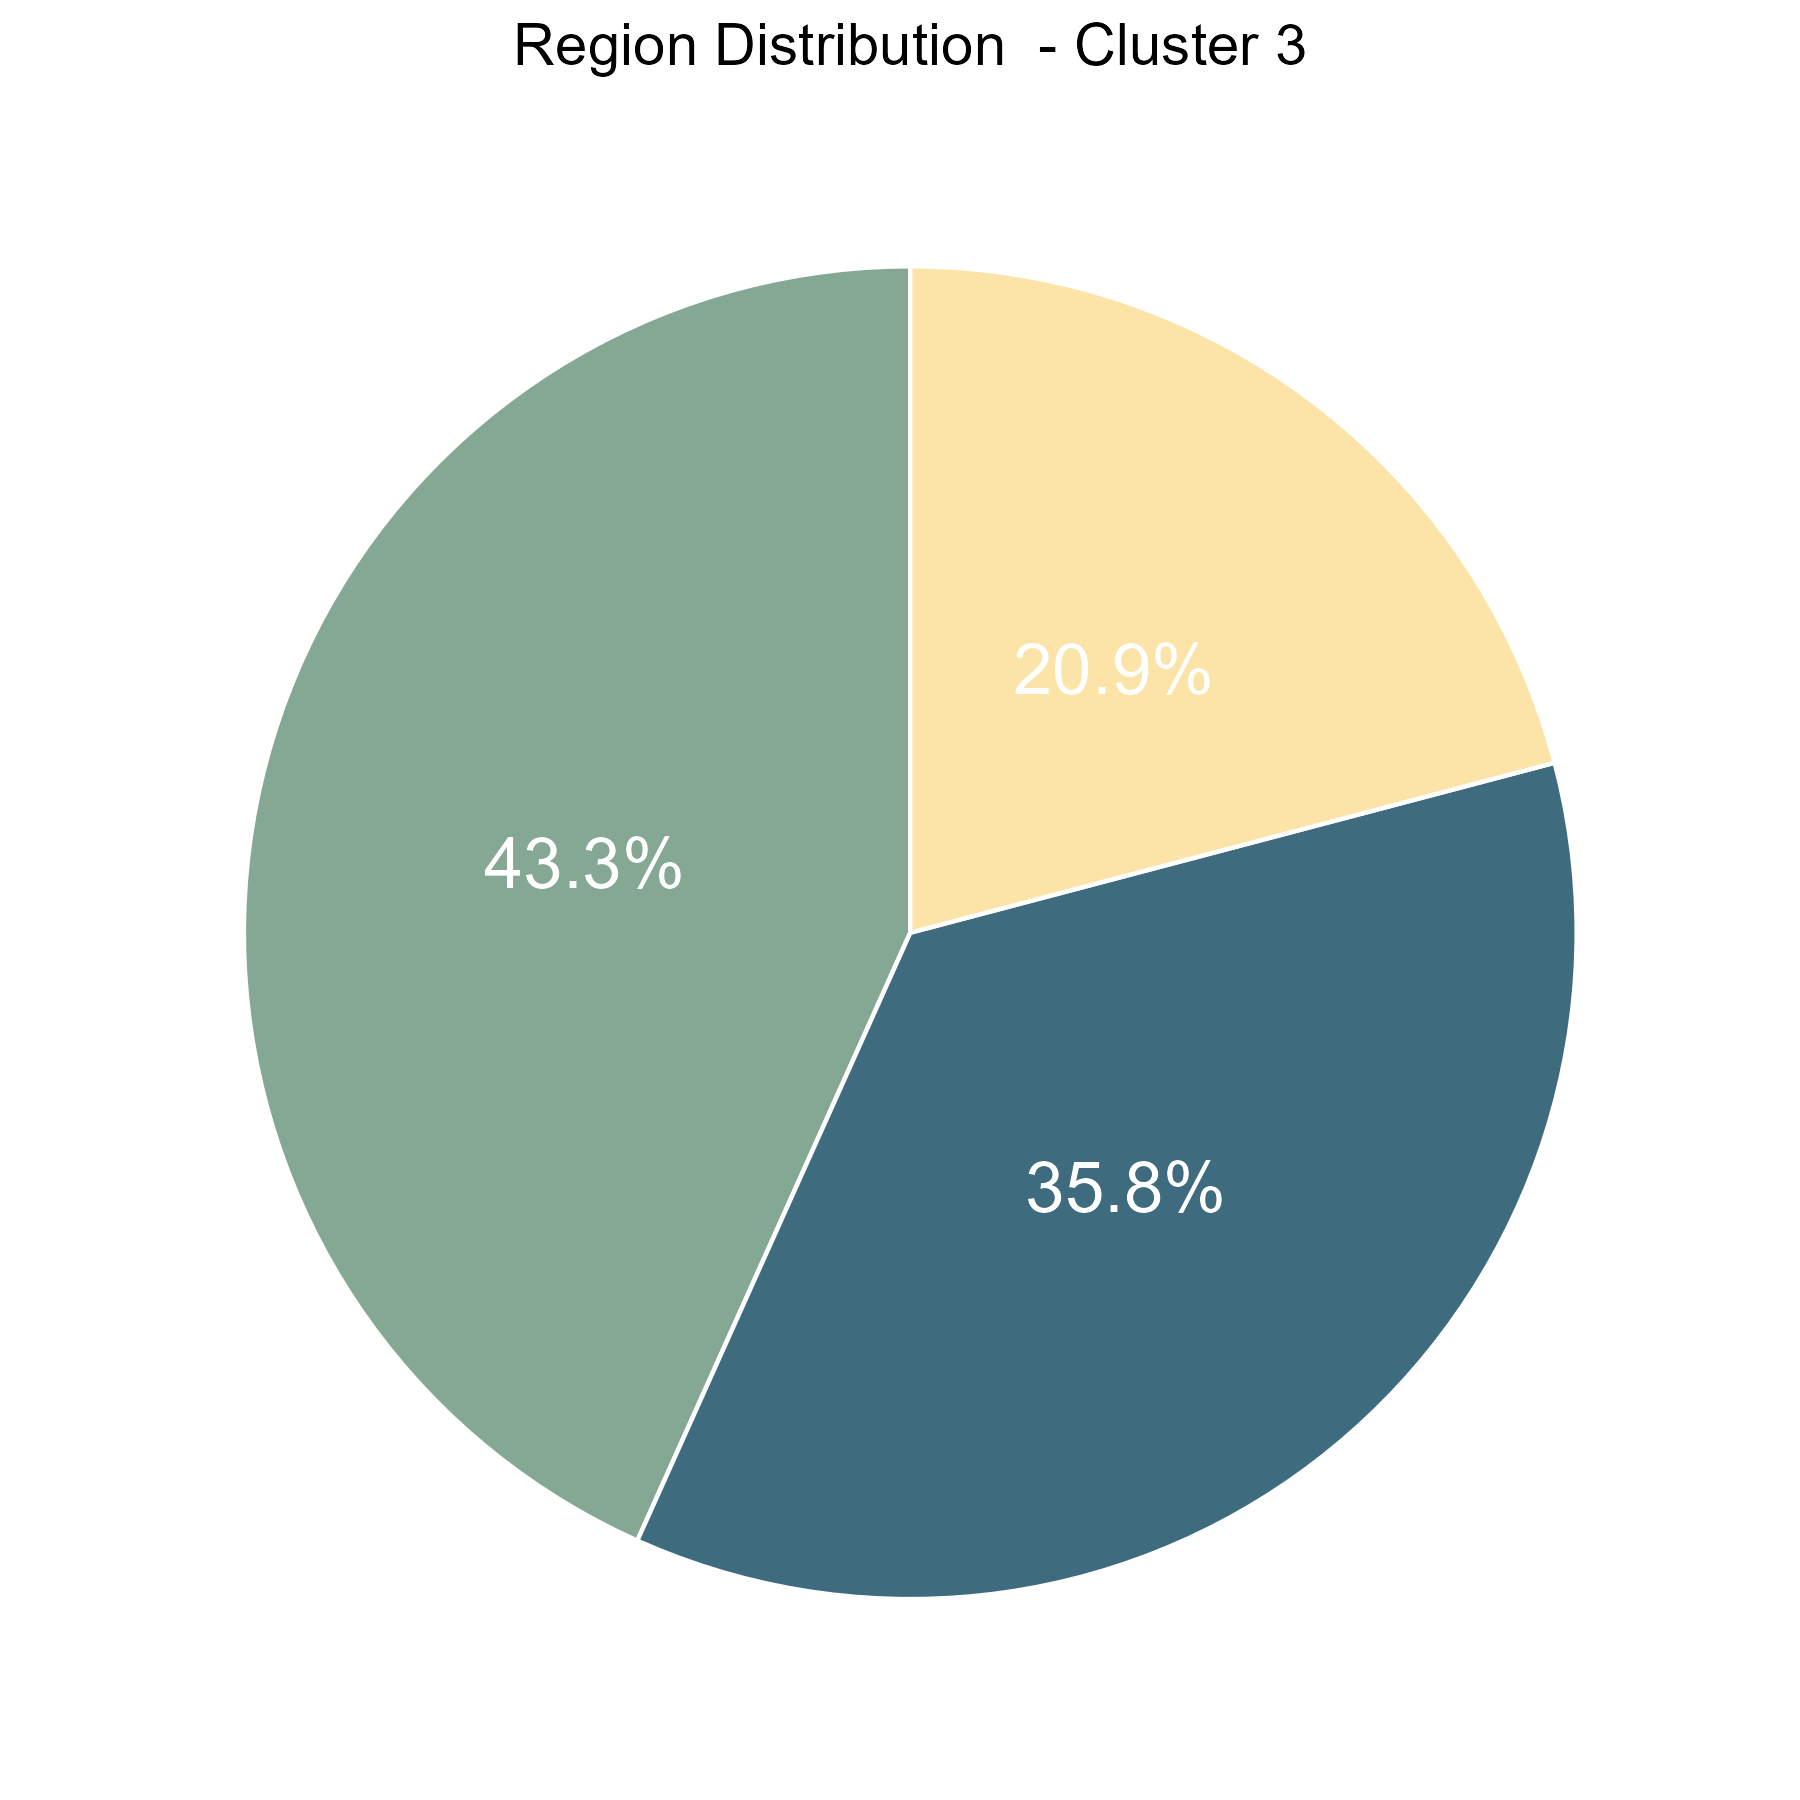 Region Distribution  - Cluster 3
20.9%
43.3%
35.8%